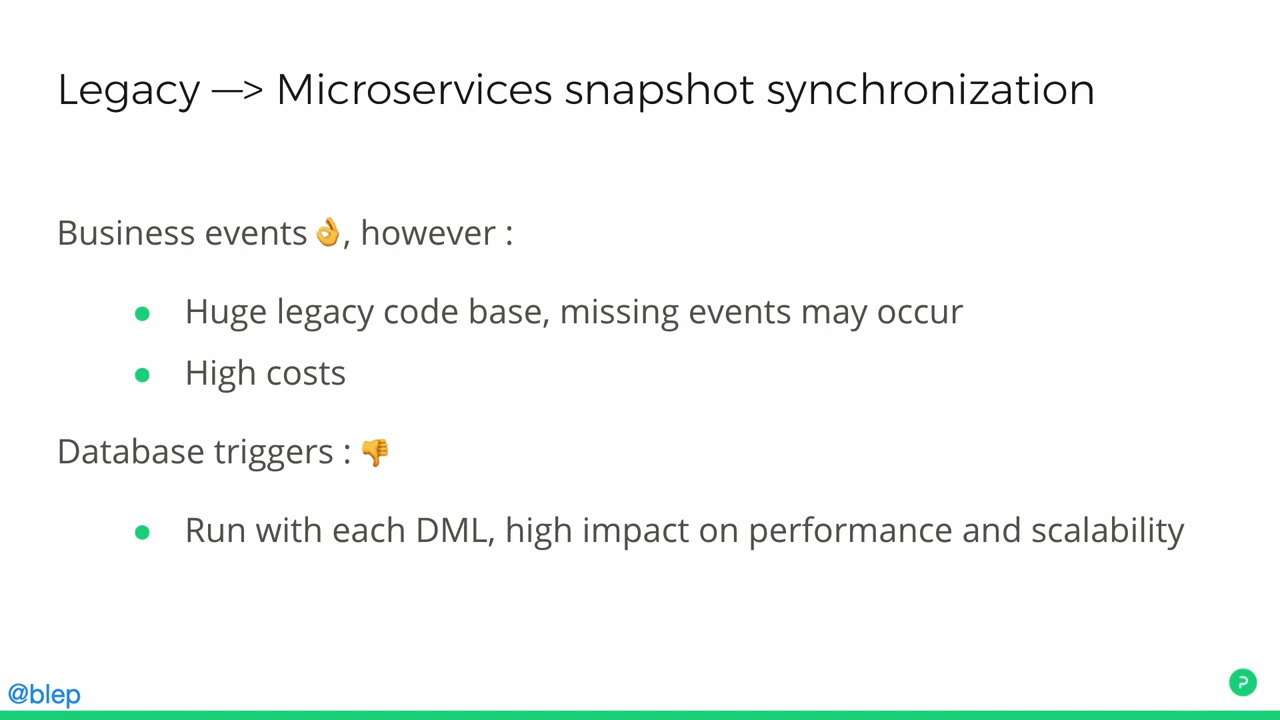 Legacy —> Microservices snapshot synchronization
Business events👌, however :
● Huge legacy code base, missing events may occur
● High costs
Database triggers : 👎
● Run with each DML, high impact on performance and scalability
@blep